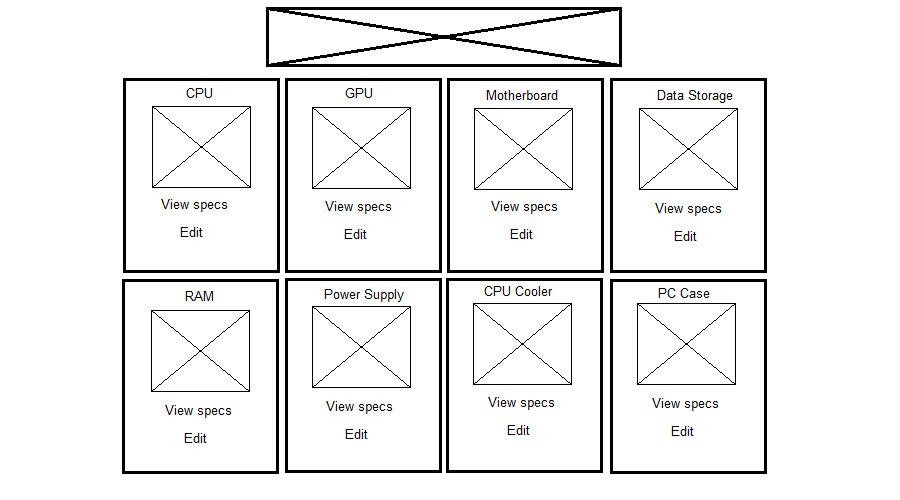 CPU
GPU
Motherboard
Data Storage
View specs
View specs
View specs
View specs
Edit
Edit
Edit
Edit
RAM
Power Supply
CPU Cooler
PC Case
View specs
View specs
View specs
View specs
Edit
Edit
Edit
Edit